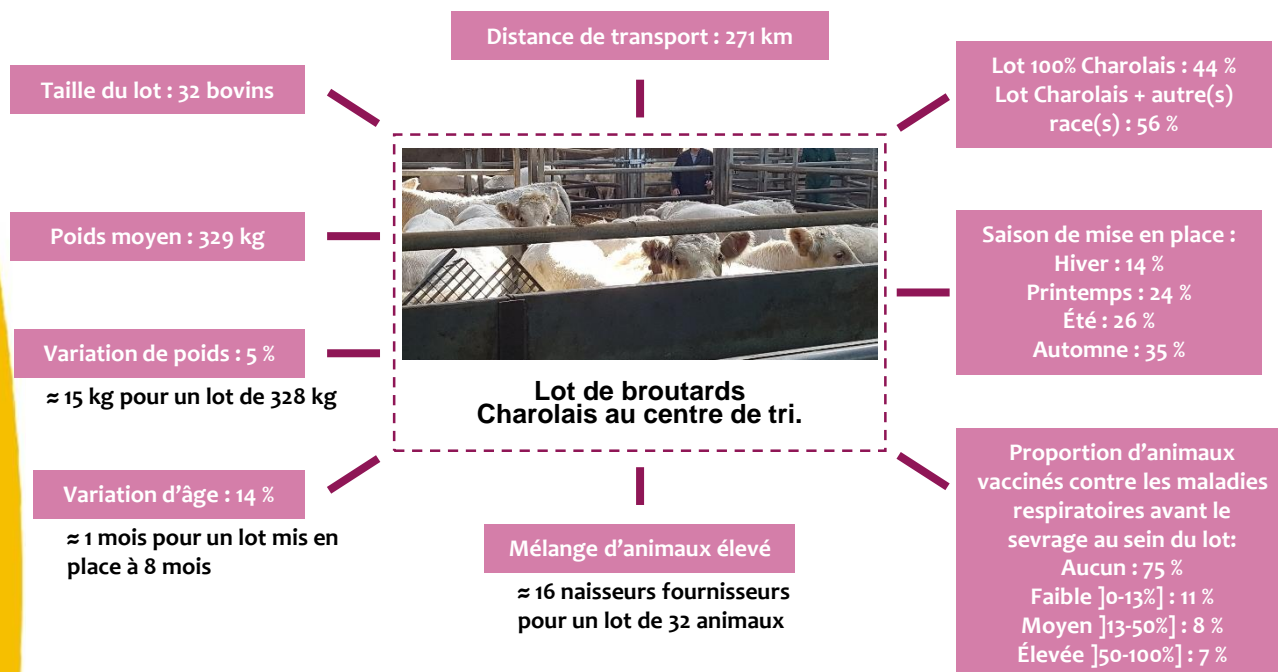 Distance de transport : 271 km
Taille du lot : 32 bovins
Lot 100% Charolais : 44 %
Lot Charolais + autre(s)
race(s) : 56 %
Poids moyen : 329 kg
Saison de mise en place :
Hiver : 14 %
Printemps : 24 %
Été : 26 %
Automne : 35 %
Variation de poids : 5 %
≈ 15 kg pour un lot de 328 kg
Lot de broutards
Charolais au centre de tri.
Variation d’âge : 14 %
≈ 1 mois pour un lot mis en
place à 8 mois
Mélange d’animaux élevé
≈ 16 naisseurs fournisseurs
pour un lot de 32 animaux
Proportion d’animaux
vaccinés contre les maladies
respiratoires avant le
sevrage au sein du lot:
Aucun : 75 %
Faible ]0-13%] : 11 %
Moyen ]13-50%] : 8 %
Élevée ]50-100%] : 7 %